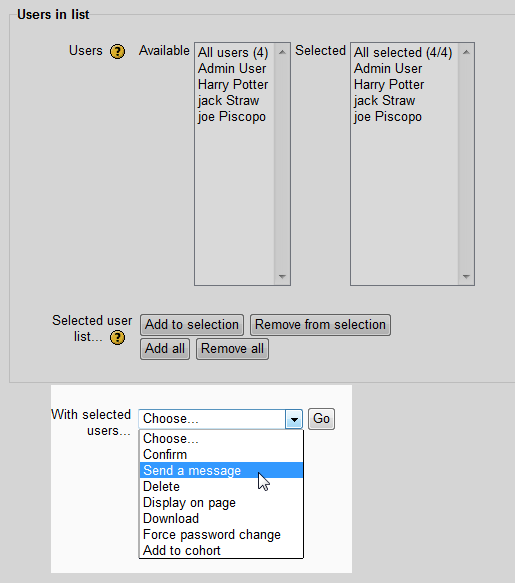 Users in list
Users ? Available Selected
All users (4)
Admin User
Harry Potter
jack Straw
joe Piscopo
All selected (4/4)
Admin User
Harry Potter
jack Straw
joe Piscopo
Selected user
list... ?
Add to selection Remove from selection
Add all Remove all
With selected
users...
Choose... Go
Choose...
Confirm
Send a message
Delete
Display on page
Download
Force password change
Add to cohort